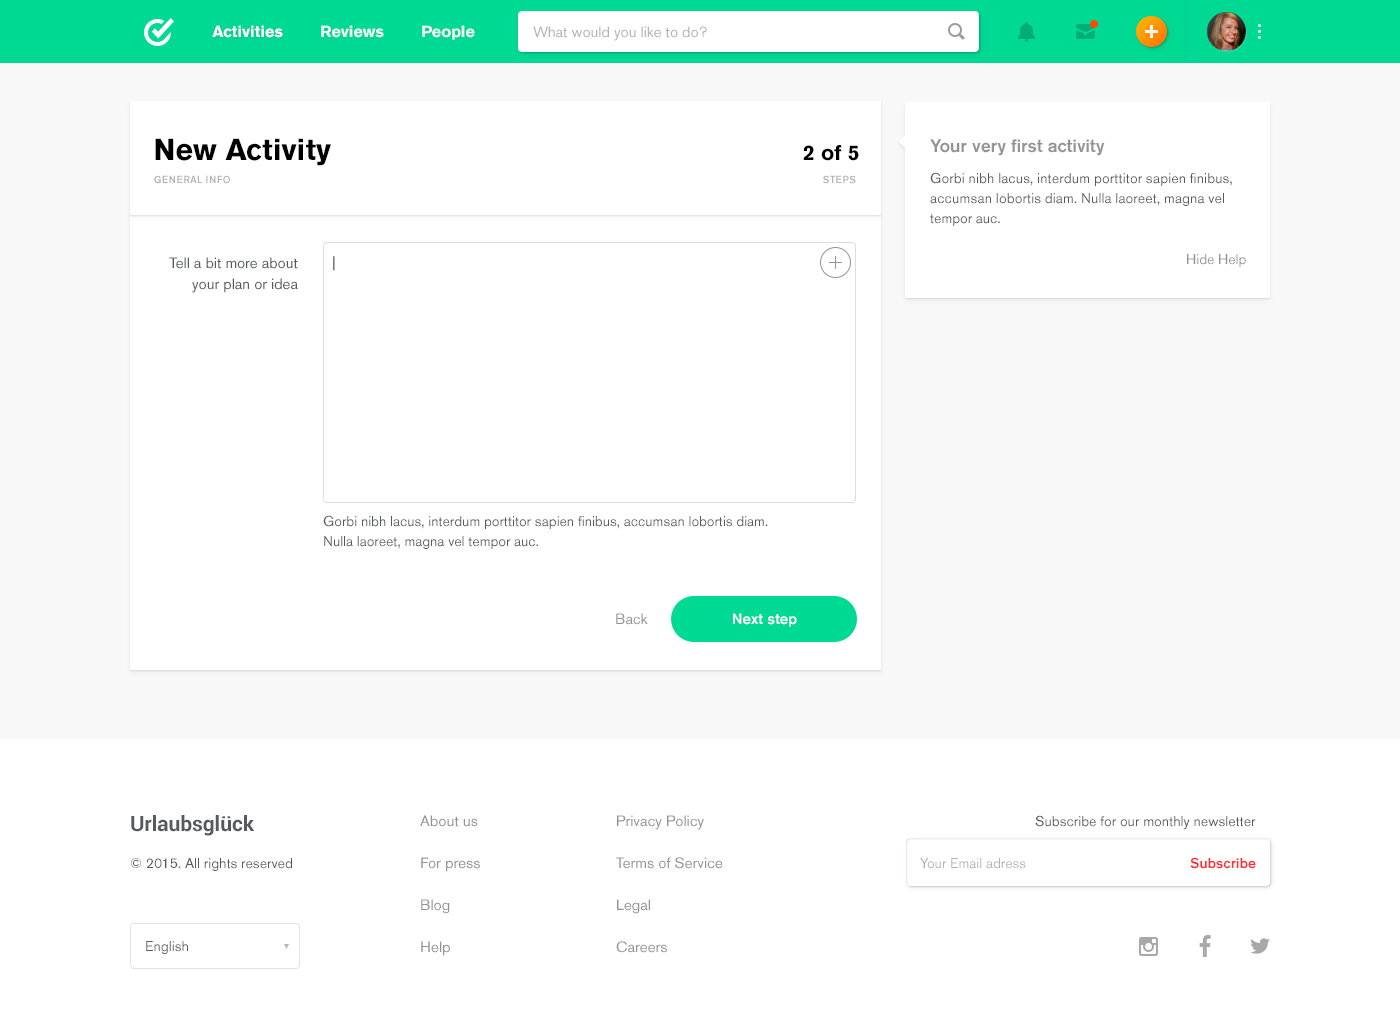 Activities
Reviews
People
What would you like to do?
New Activity
GENERAL INFO
2 of 5
STEPS
Tell a bit more about
your plan or idea
Gorbi nibh lacus, interdum porttitor sapien finibus, accumsan lobortis diam.
Nulla laoreet, magna vel tempor auc.
Back
Next step
Your very first activity
Gorbi nibh lacus, interdum porttitor sapien finibus,
accumsan lobortis diam. Nulla laoreet, magna vel
tempor auc.
Hide Help
Urlaubsglück
© 2015. All rights reserved
English
About us
For press
Blog
Help
Privacy Policy
Terms of Service
Legal
Careers
Subscribe for our monthly newsletter
Your Email adress
Subscribe